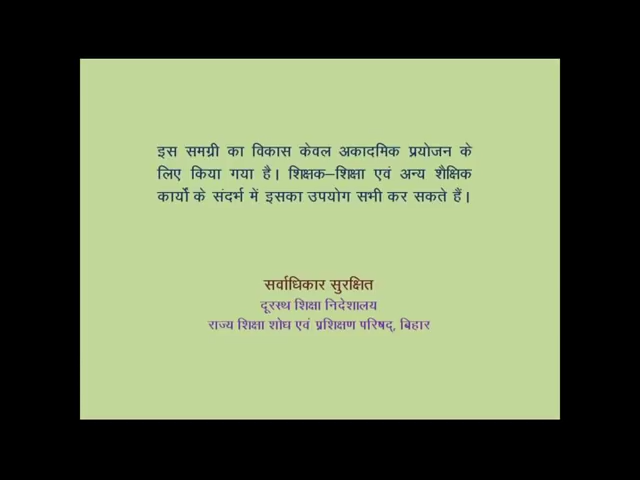 इस समग्री का विकास केवल अकादमिक प्रयोजन के
लिए किया गया है। शिक्षक–शिक्षा एवं अन्य शैक्षिक
कार्यों के संदर्भ में इसका उपयोग सभी कर सकते हैं।
सर्वाधिकार सुरक्षित
दूरस्थ शिक्षा निदेशालय
राज्य शिक्षा शोध एवं प्रशिक्षण परिषद्, बिहार